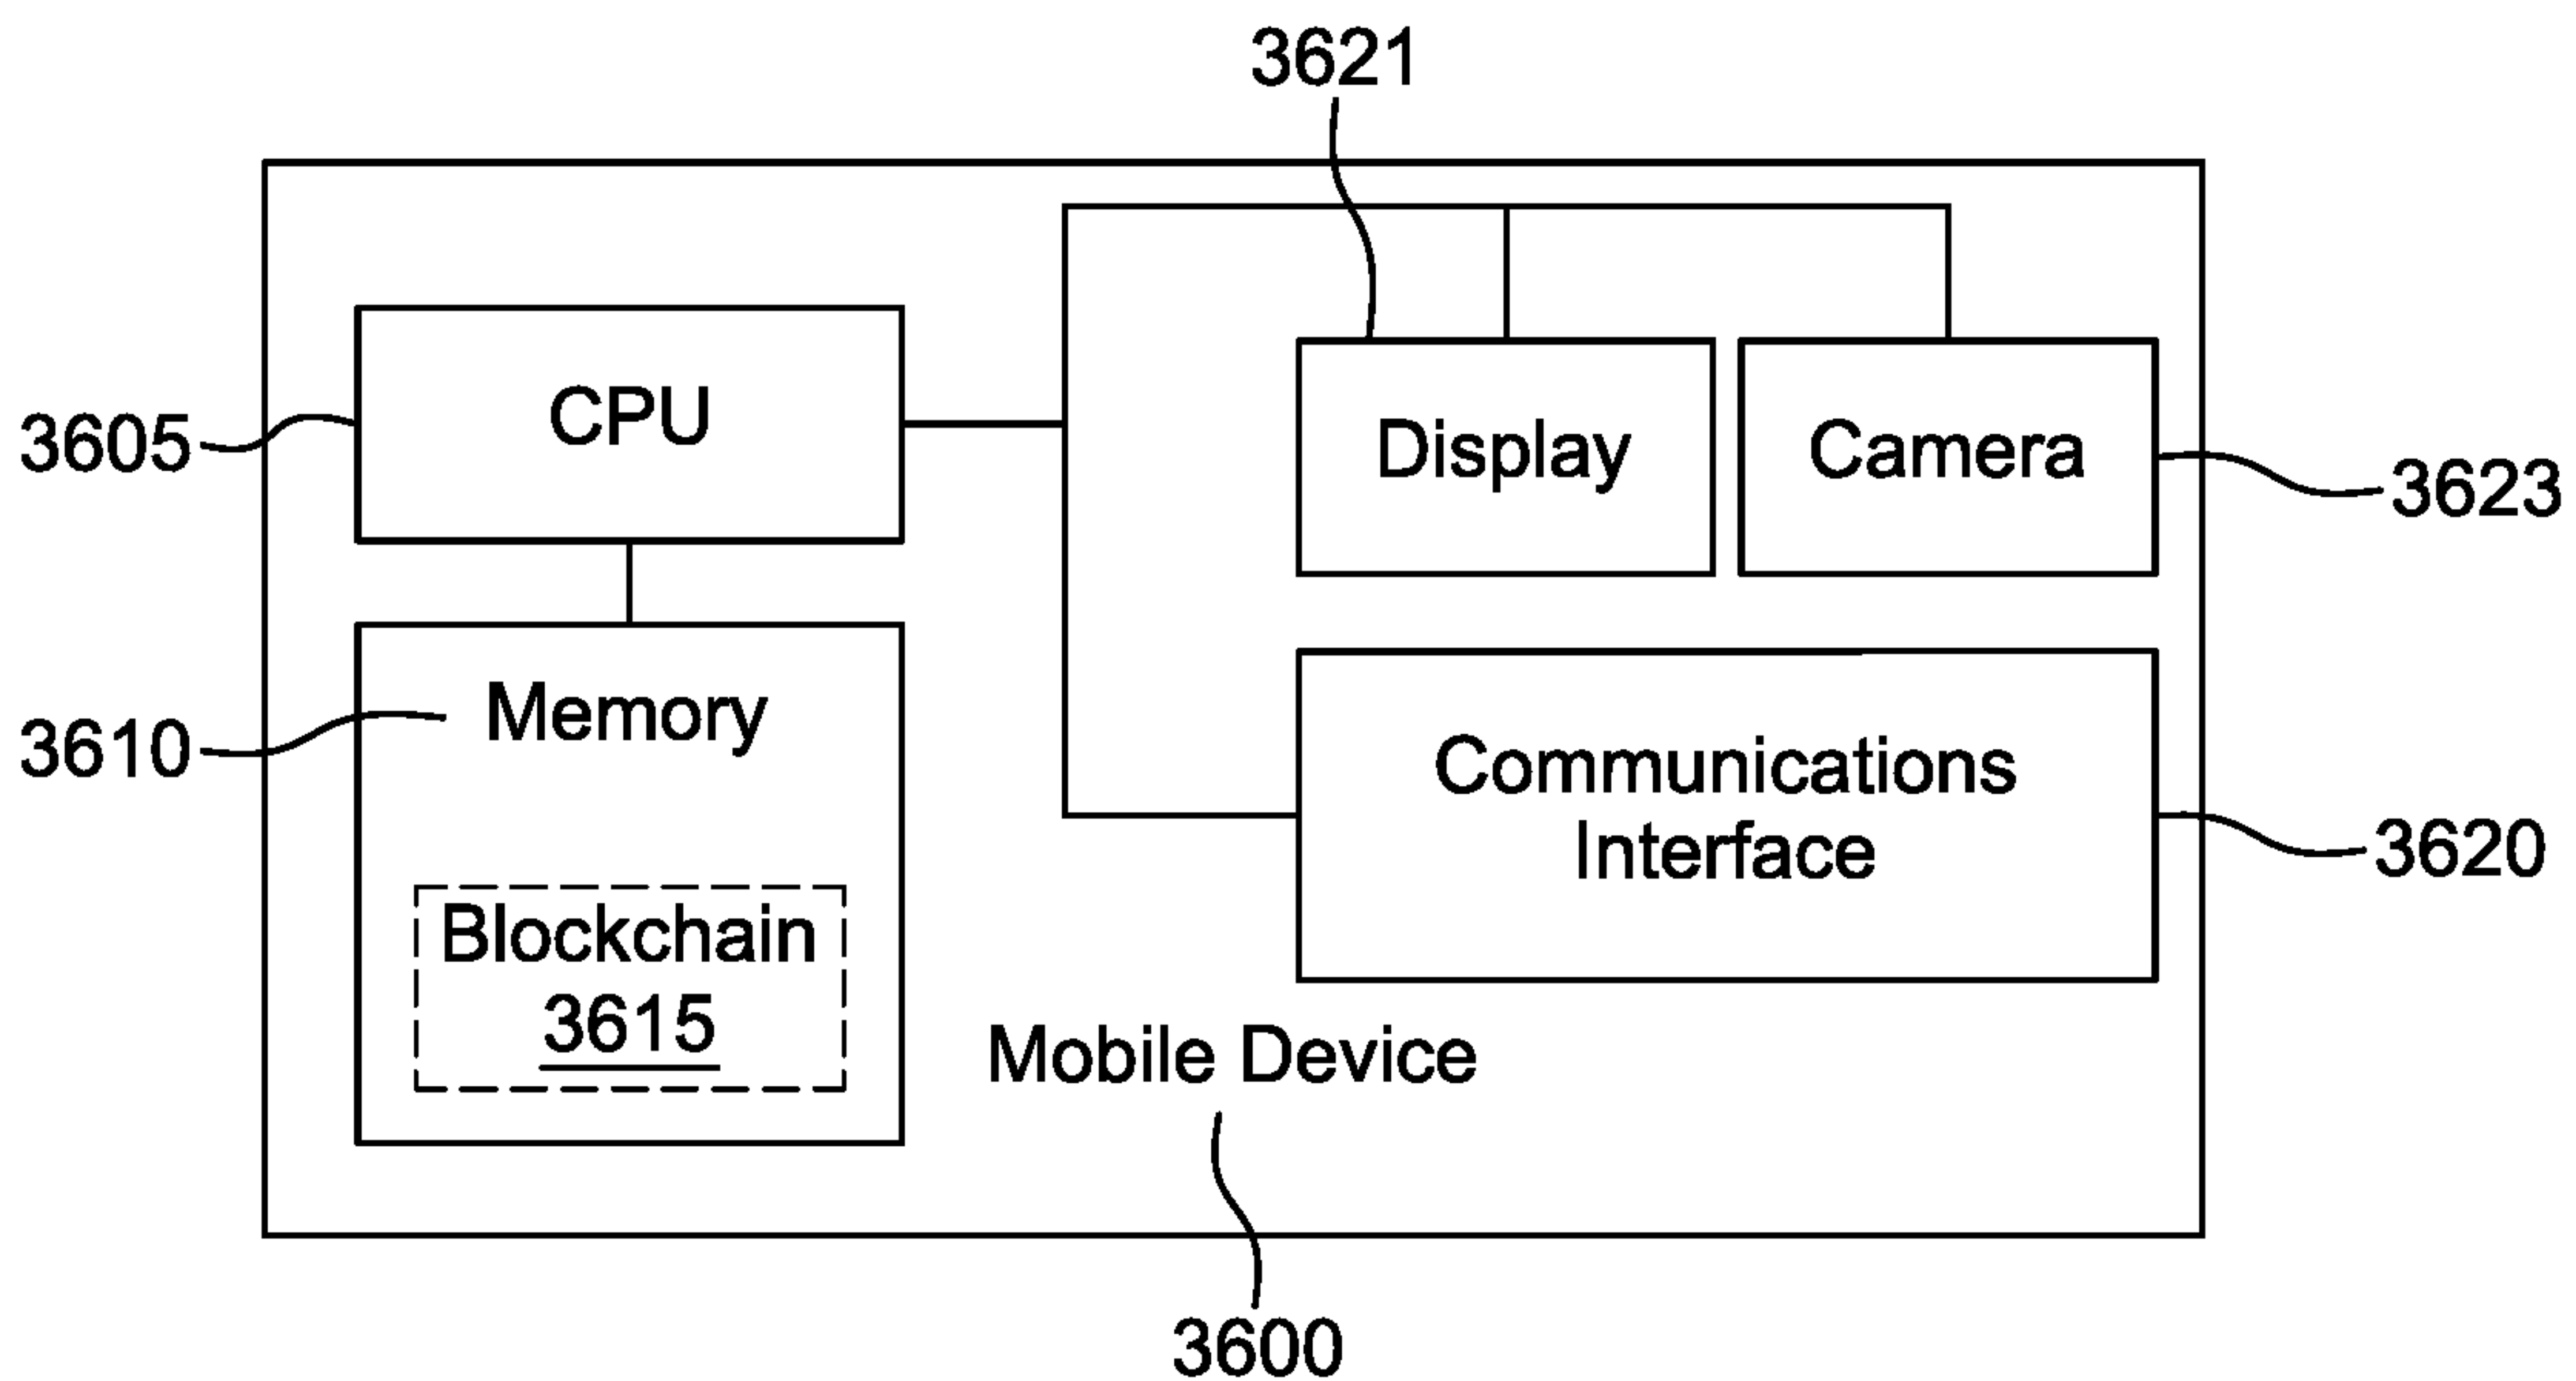 3621
CPU
3605
Display
Camera
3623
Memory
3610
Communications
Interface
3620
Blockchain
3615
Mobile Device
3600